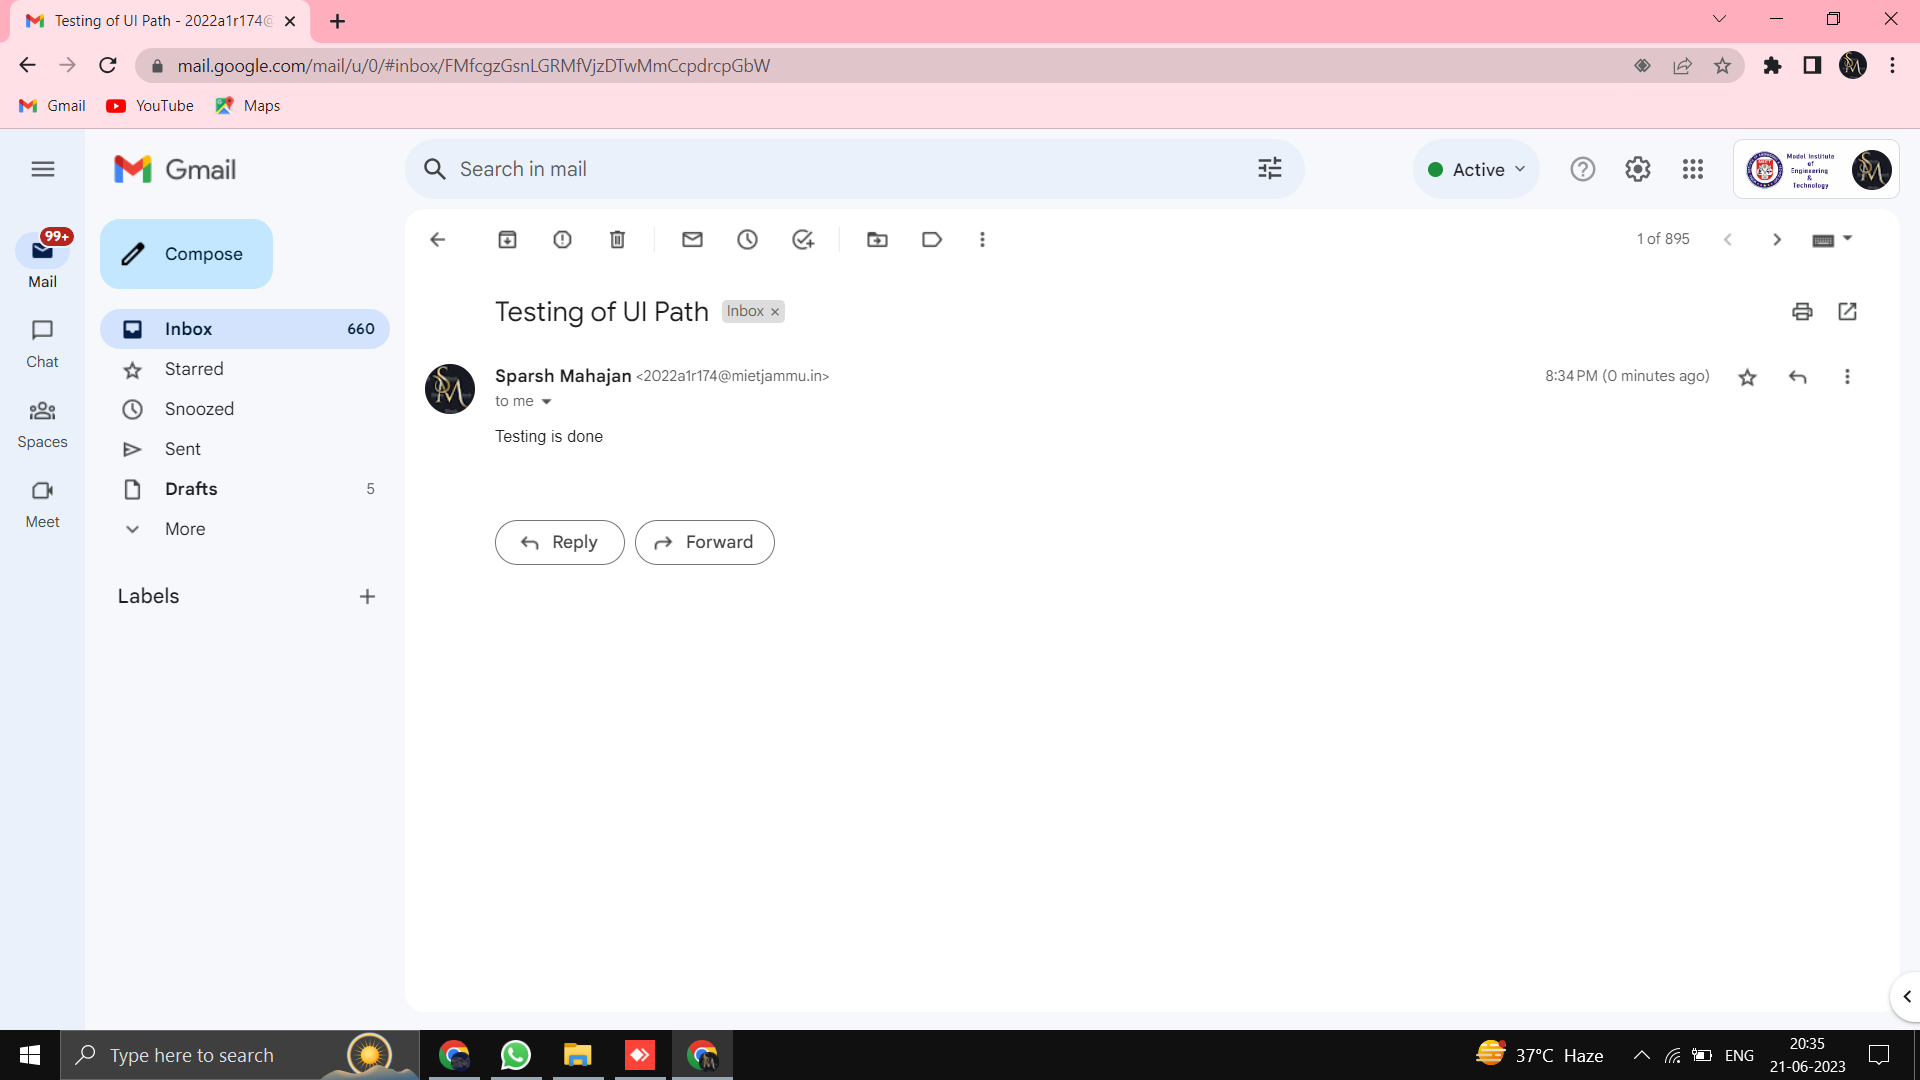 Testing of UI Path - 2022a1r174@
mail.google.com/mail/u/0/#inbox/FMfcgzGsnLGRMfVjzDTwMmCcpdrcpGbW
Gmail YouTube Maps
Gmail
Search in mail
Active
Model Institute
of
Engineering
&
Technology
99+
Mail
Chat
Spaces
Meet
Compose
Inbox 660
Starred
Snoozed
Sent
Drafts 5
More
Labels
1 of 895
Testing of UI Path Inbox ×
Sparsh Mahajan <2022a1r174@mietjammu.in> 8:34 PM (0 minutes ago)
to me
Testing is done
Reply Forward
Type here to search
37°C Haze
ENG
20:35
21-06-2023